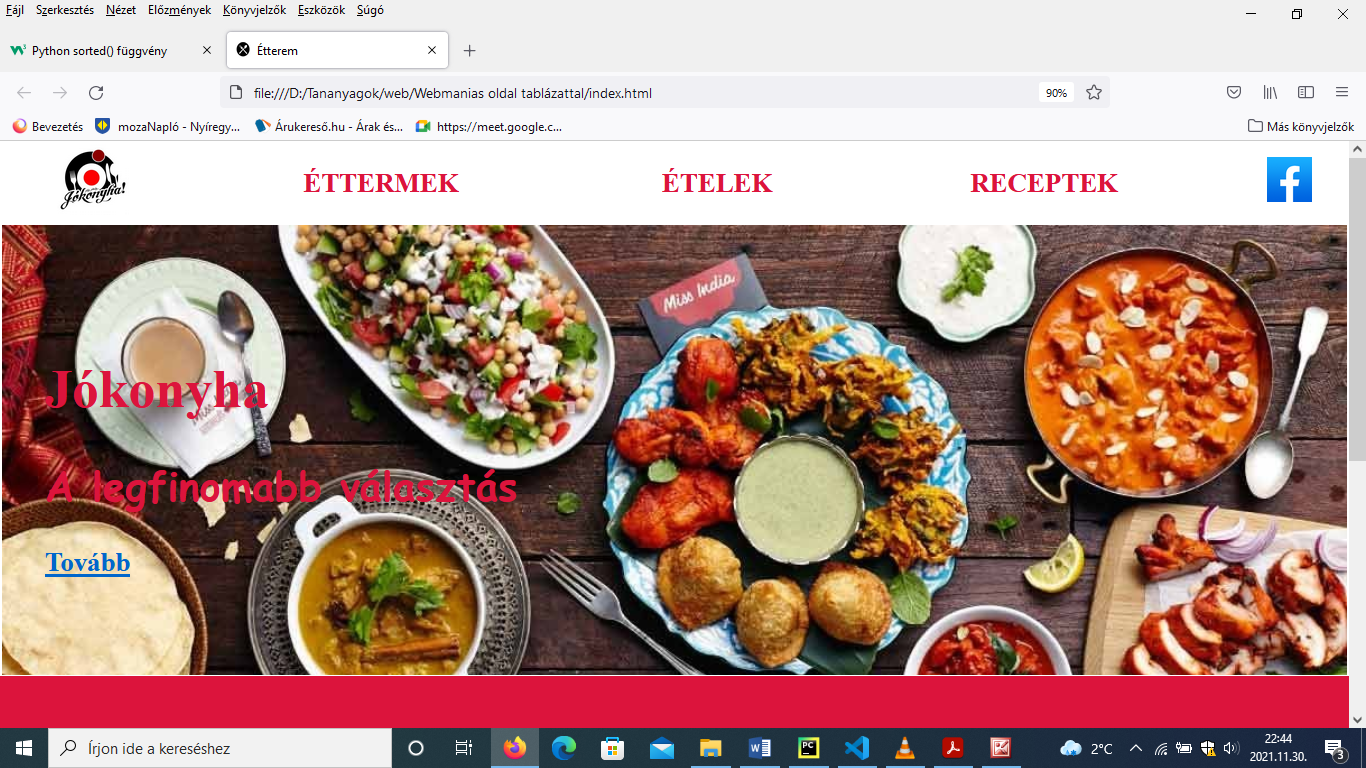 Fájl Szerkesztés Nézet Előzmények Könyvjelzők Eszközök Súgó
Python sorted() függvény
Étterem
file:///D:/Tananyagok/web/Webmanias oldal tablázattal/index.html
90%
Bevezetés
mozaNapló - Nyíregy...
Árukereső.hu - Árak és...
https://meet.google.c...
Más könyvjelzők
Jókonyha!
ÉTTERMEK
ÉTELEK
RECEPTEK
Miss India
Jókonyha
A legfinomabb választás
Tovább
Írjon ide a kereséshez
2°C
22:44
2021.11.30.
3